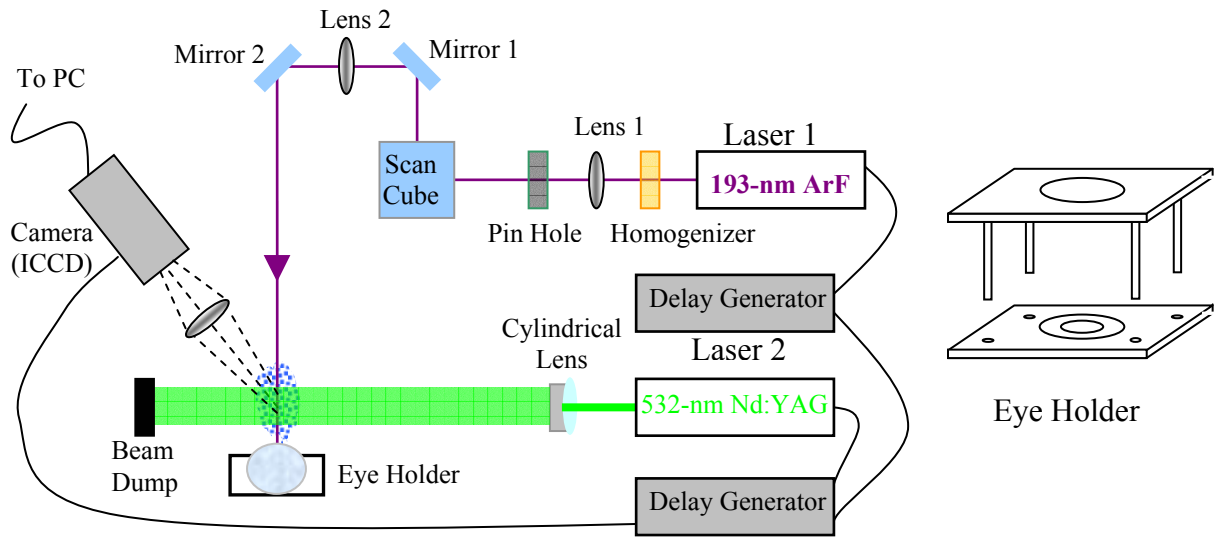 Lens 2
Mirror 2
Mirror 1
To PC
Lens 1
Laser 1
Scan
Cube
193-nm ArF
Pin Hole
Homogenizer
Camera
(ICCD)
Delay Generator
Cylindrical
Lens
Laser 2
532-nm Nd:YAG
Eye Holder
Beam
Dump
Eye Holder
Delay Generator